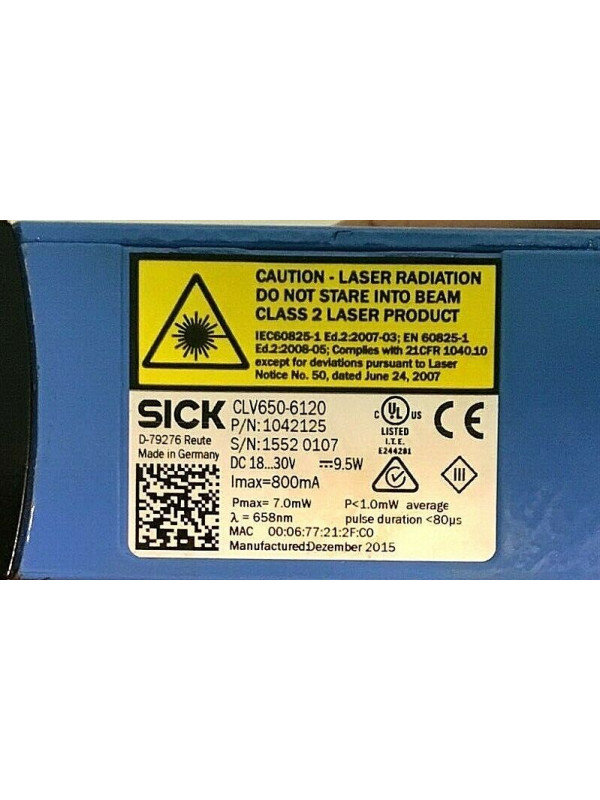 CAUTION - LASER RADIATION
DO NOT STARE INTO BEAM
CLASS 2 LASER PRODUCT
IEC60825-1 Ed.2:2007-03; EN 60825-1
Ed.2:2008-05; Complies with 21CFR 1040.10
except for deviations pursuant to Laser
Notice No. 50, dated June 24, 2007
SICK
D-79276 Reute
Made in Germany
CLV650-6120
P/N:1042125
S/N:1552 0107
DC 18...30V ⎓9.5W
Imax=800mA
c UL US
LISTED
I.T.E.
E244281
CE
III
Pmax= 7.0mW P<1.0mW average
λ = 658nm pulse duration <80µs
MAC 00:06:77:21:2F:C0
Manufactured:Dezember 2015